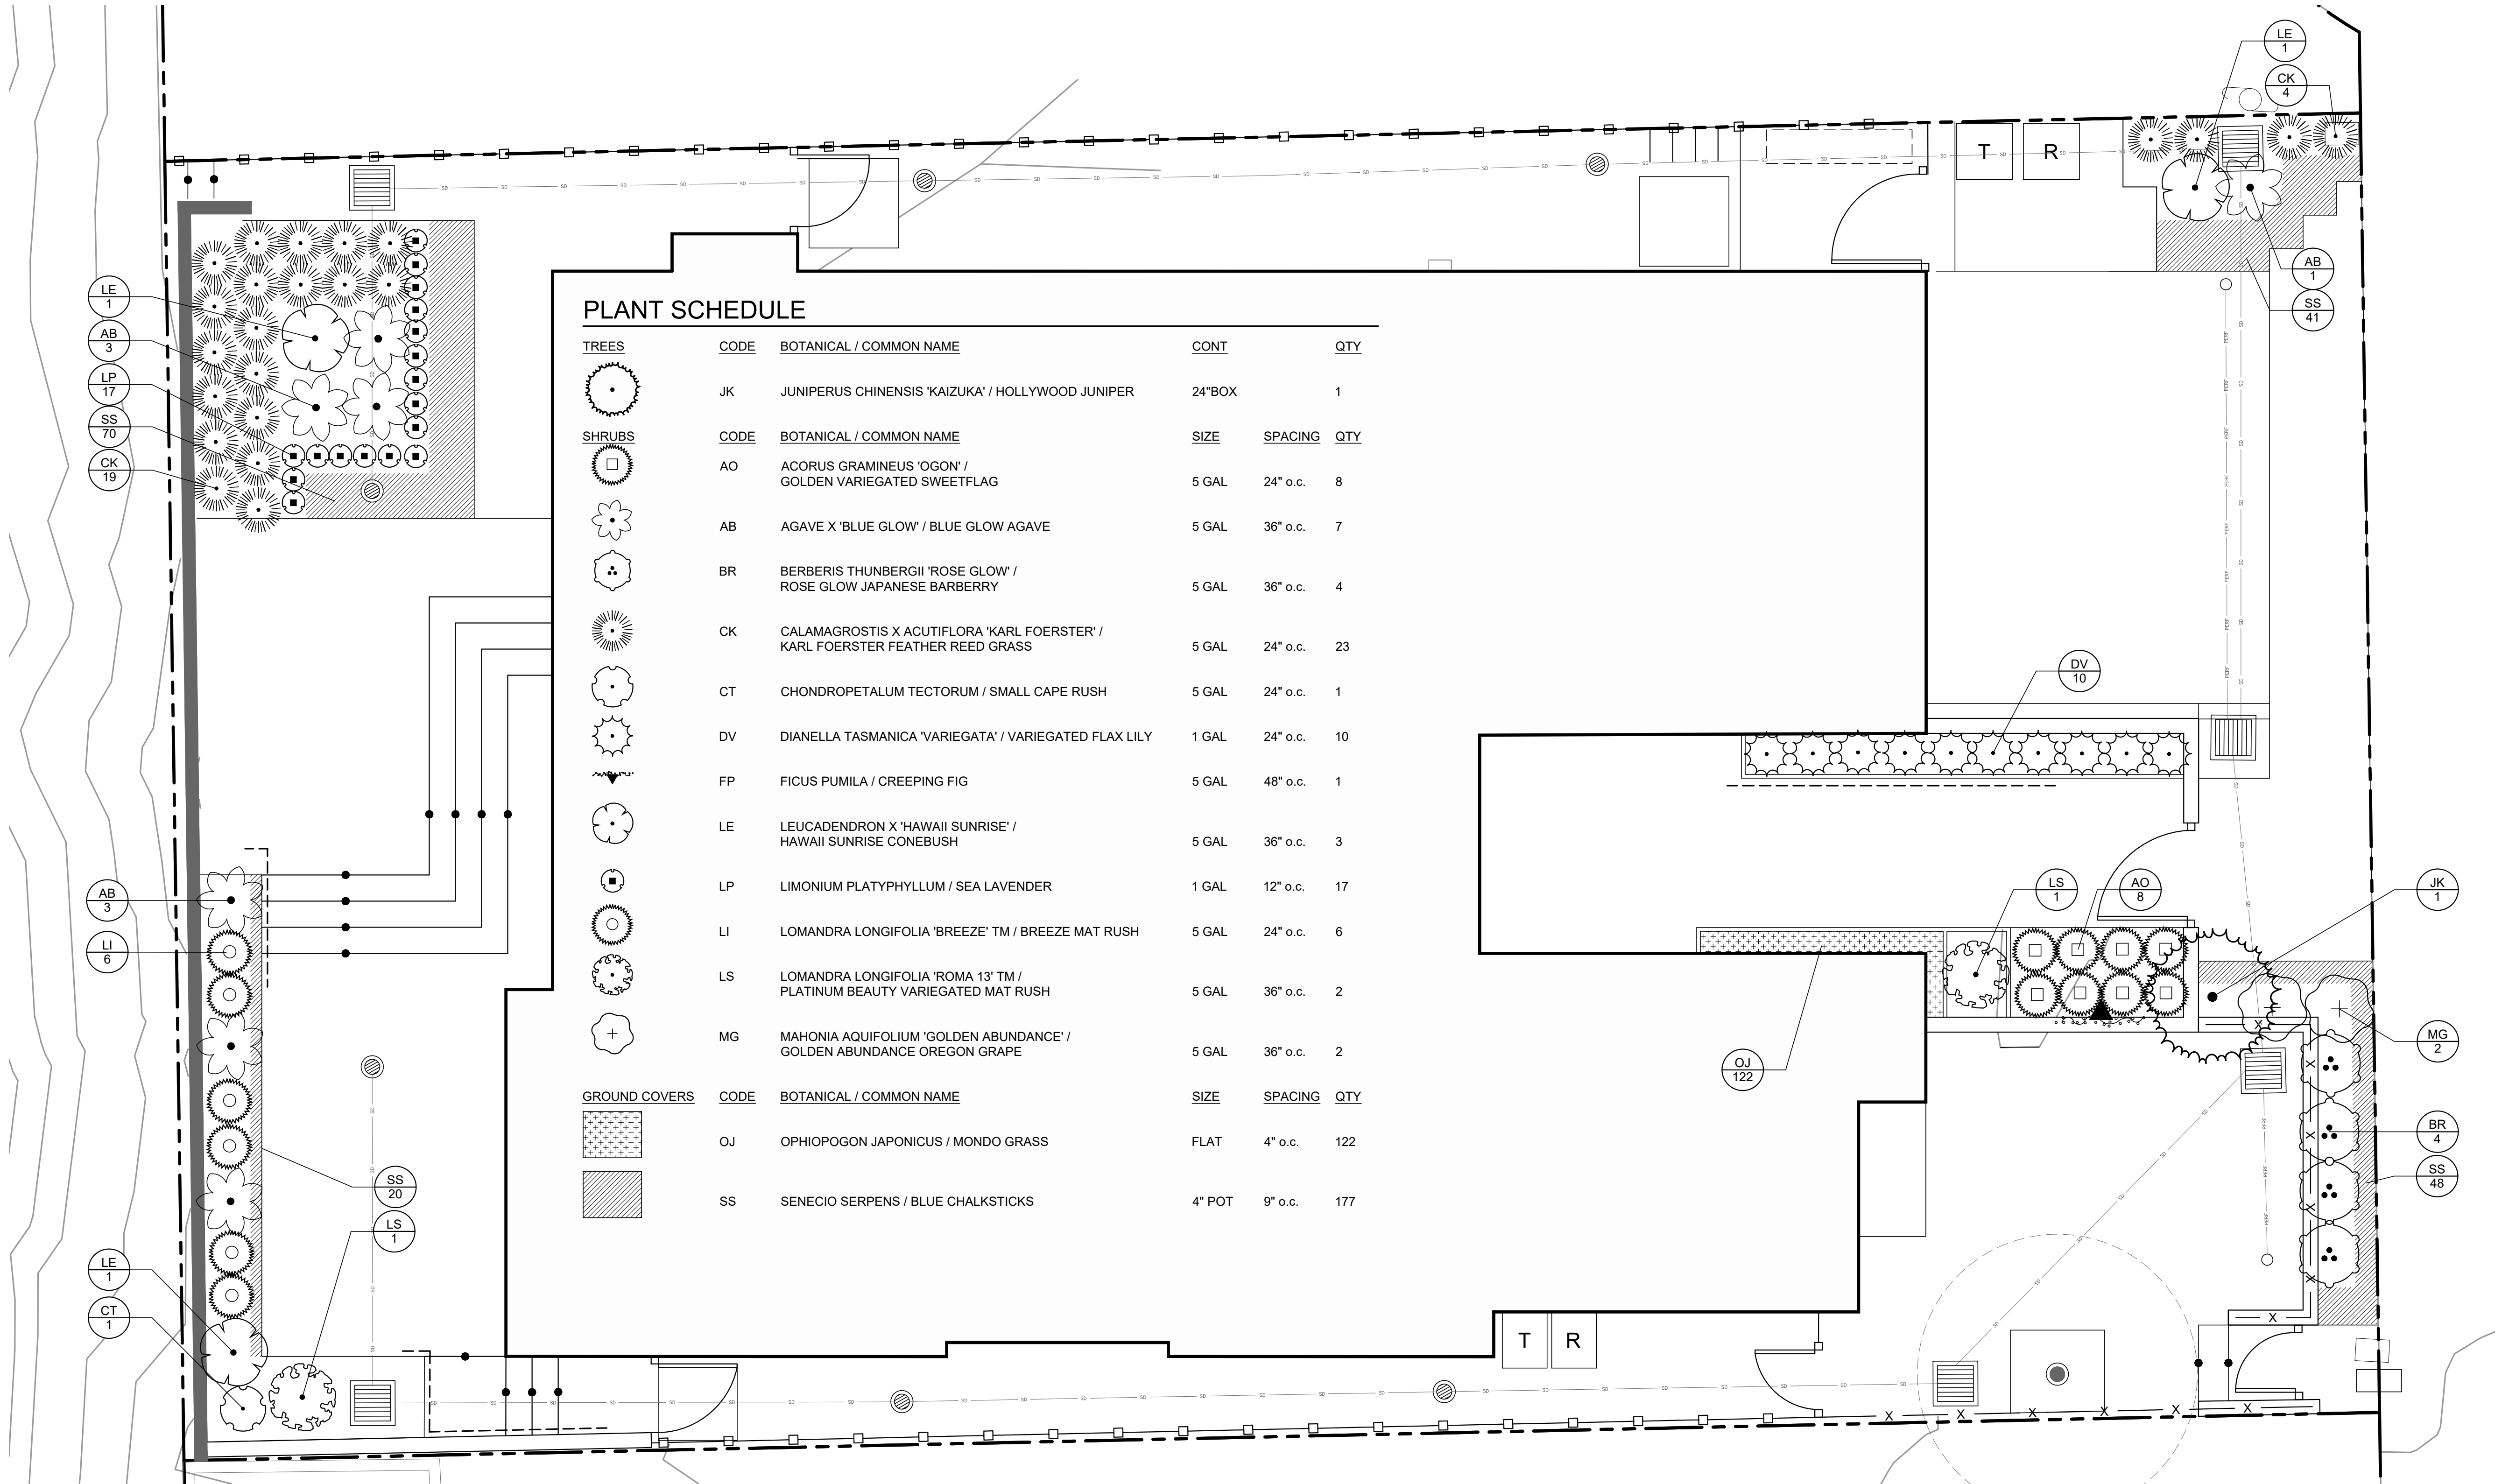 LE
1
CK
4
T R
AB
1
SS
41
LE
1
AB
3
LP
17
SS
70
CK
19
PLANT SCHEDULE
TREES CODE BOTANICAL / COMMON NAME CONT QTY
JK JUNIPERUS CHINENSIS 'KAIZUKA' / HOLLYWOOD JUNIPER 24"BOX 1
SHRUBS CODE BOTANICAL / COMMON NAME SIZE SPACING QTY
AO ACORUS GRAMINEUS 'OGON' /
GOLDEN VARIEGATED SWEETFLAG 5 GAL 24" o.c. 8
AB AGAVE X 'BLUE GLOW' / BLUE GLOW AGAVE 5 GAL 36" o.c. 7
BR BERBERIS THUNBERGII 'ROSE GLOW' /
ROSE GLOW JAPANESE BARBERRY 5 GAL 36" o.c. 4
CK CALAMAGROSTIS X ACUTIFLORA 'KARL FOERSTER' /
KARL FOERSTER FEATHER REED GRASS 5 GAL 24" o.c. 23
CT CHONDROPETALUM TECTORUM / SMALL CAPE RUSH 5 GAL 24" o.c. 1
DV DIANELLA TASMANICA 'VARIEGATA' / VARIEGATED FLAX LILY 1 GAL 24" o.c. 10
FP FICUS PUMILA / CREEPING FIG 5 GAL 48" o.c. 1
LE LEUCADENDRON X 'HAWAII SUNRISE' /
HAWAII SUNRISE CONEBUSH 5 GAL 36" o.c. 3
LP LIMONIUM PLATYPHYLLUM / SEA LAVENDER 1 GAL 12" o.c. 17
LI LOMANDRA LONGIFOLIA 'BREEZE' TM / BREEZE MAT RUSH 5 GAL 24" o.c. 6
LS LOMANDRA LONGIFOLIA 'ROMA 13' TM /
PLATINUM BEAUTY VARIEGATED MAT RUSH 5 GAL 36" o.c. 2
MG MAHONIA AQUIFOLIUM 'GOLDEN ABUNDANCE' /
GOLDEN ABUNDANCE OREGON GRAPE 5 GAL 36" o.c. 2
GROUND COVERS CODE BOTANICAL / COMMON NAME SIZE SPACING QTY
OJ OPHIOPOGON JAPONICUS / MONDO GRASS FLAT 4" o.c. 122
SS SENECIO SERPENS / BLUE CHALKSTICKS 4" POT 9" o.c. 177
DV
10
LS
1
AO
8
JK
1
AB
3
LI
6
MG
2
OJ
122
BR
4
SS
48
SS
20
LS
1
LE
1
CT
1
T R